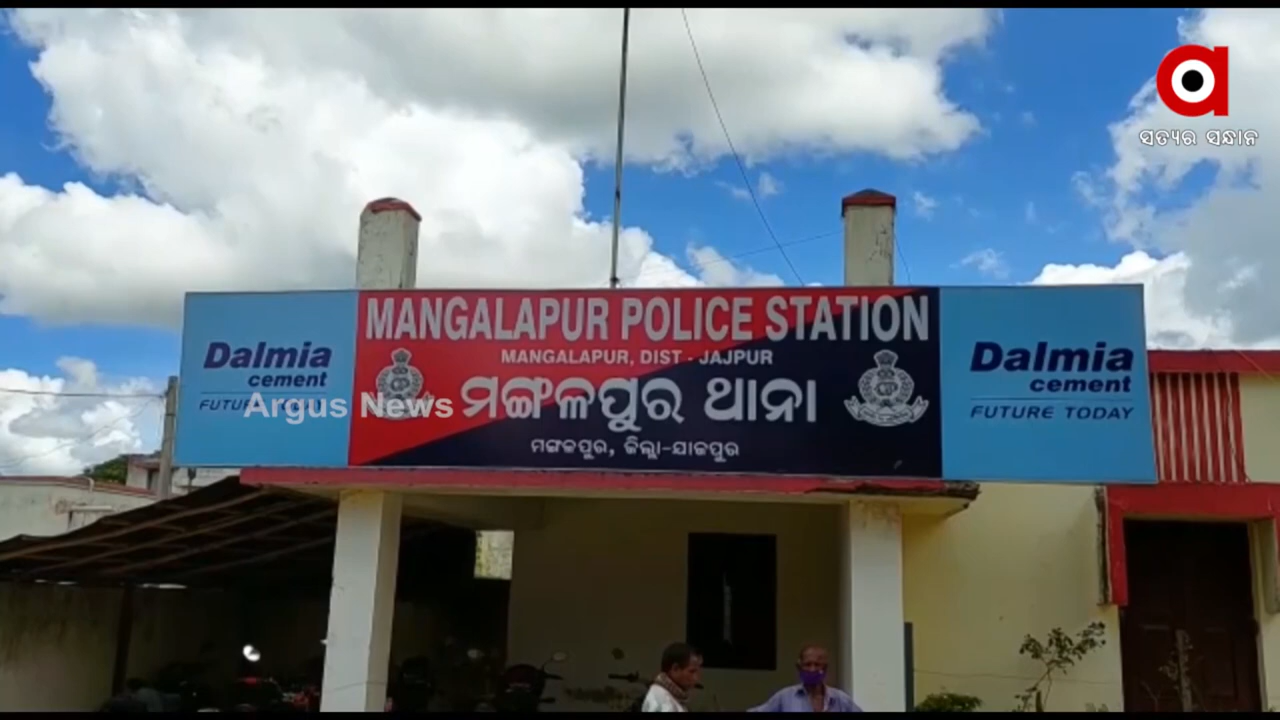 ସତ୍ୟର ସନ୍ଧାନ
MANGALAPUR POLICE STATION
MANGALAPUR, DIST - JAJPUR
ମଙ୍ଗଳପୁର ଥାନା
ମଙ୍ଗଳପୁର, ଜିଲ୍ଲା-ଯାଜପୁର
Dalmia
cement
FUTURE TODAY
Argus News
Dalmia
cement
FUTURE TODAY